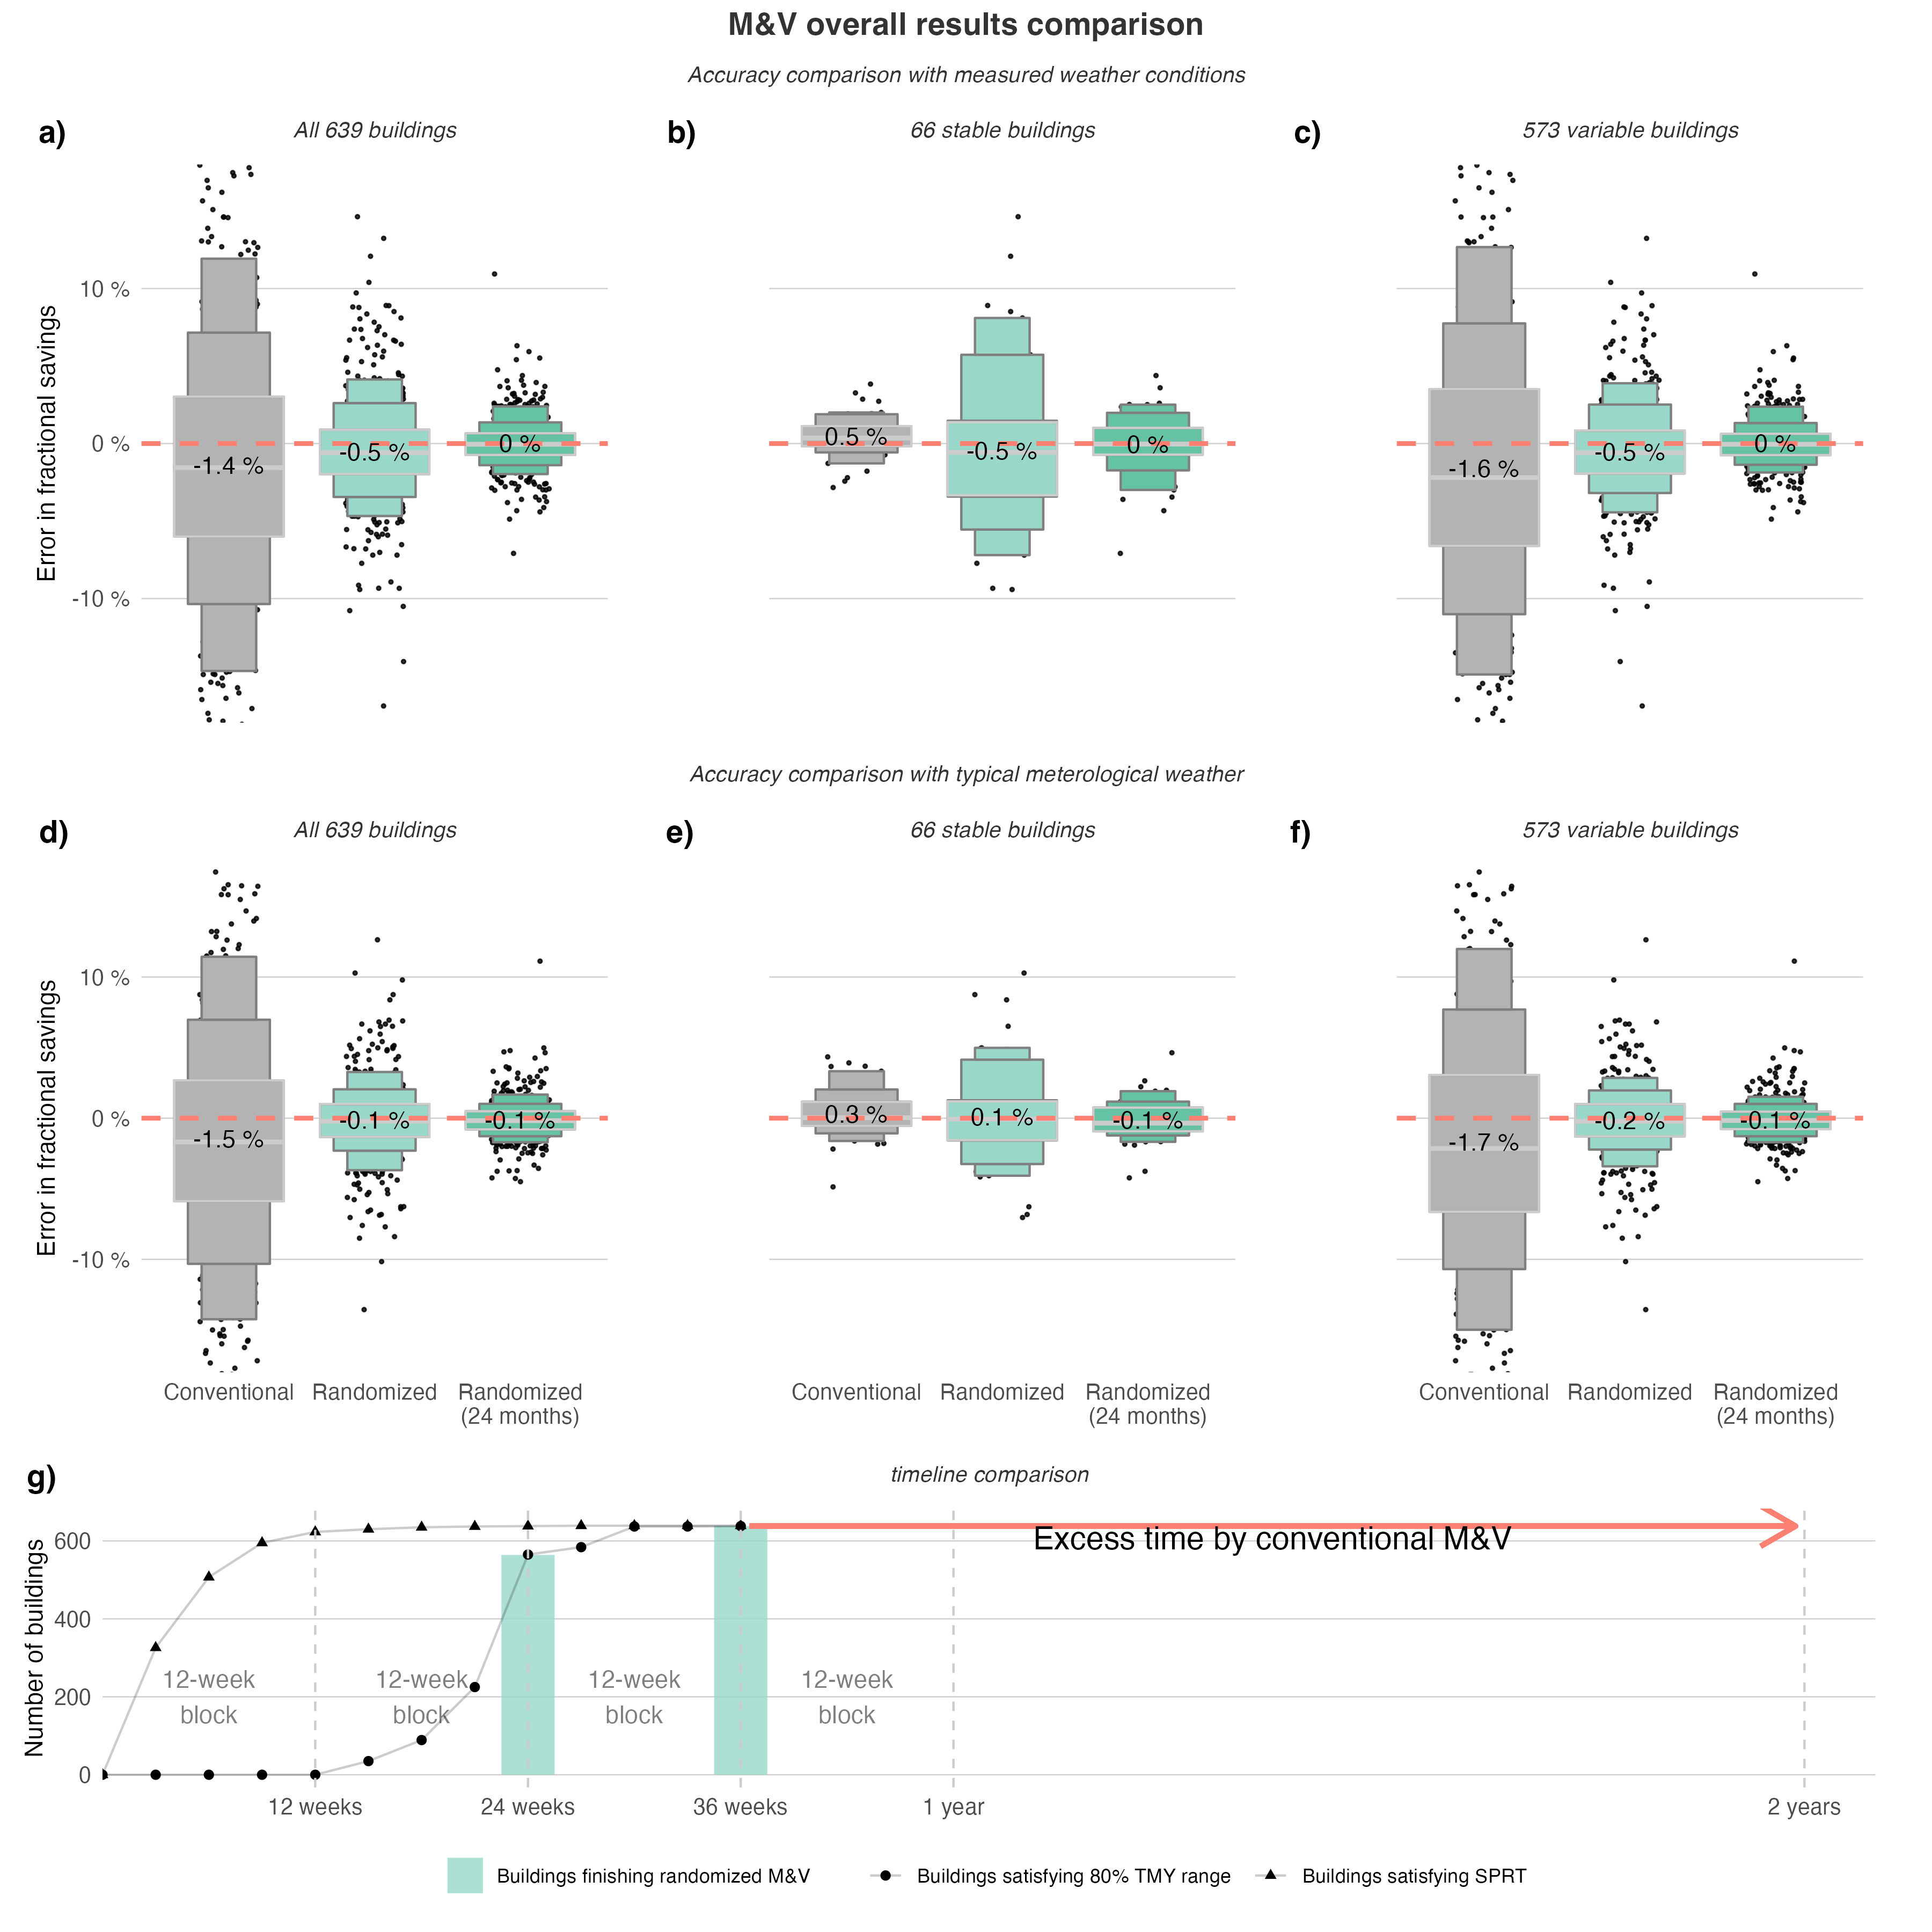 M&V overall results comparison
Accuracy comparison with measured weather conditions
a)
All 639 buildings
b)
66 stable buildings
c)
573 variable buildings
Error in fractional savings
10 %
0 %
-10 %
-1.4 %
-0.5 %
0 %
0.5 %
-0.5 %
0 %
-1.6 %
-0.5 %
0 %
Accuracy comparison with typical meterological weather
d)
All 639 buildings
e)
66 stable buildings
f)
573 variable buildings
Error in fractional savings
10 %
0 %
-10 %
-1.5 %
-0.1 %
-0.1 %
0.3 %
0.1 %
-0.1 %
-1.7 %
-0.2 %
-0.1 %
Conventional
Randomized
Randomized
(24 months)
Conventional
Randomized
Randomized
(24 months)
Conventional
Randomized
Randomized
(24 months)
g)
timeline comparison
Number of buildings
600
400
200
0
Excess time by conventional M&V
12-week
block
12-week
block
12-week
block
12-week
block
12 weeks
24 weeks
36 weeks
1 year
2 years
Buildings finishing randomized M&V
Buildings satisfying 80% TMY range
Buildings satisfying SPRT